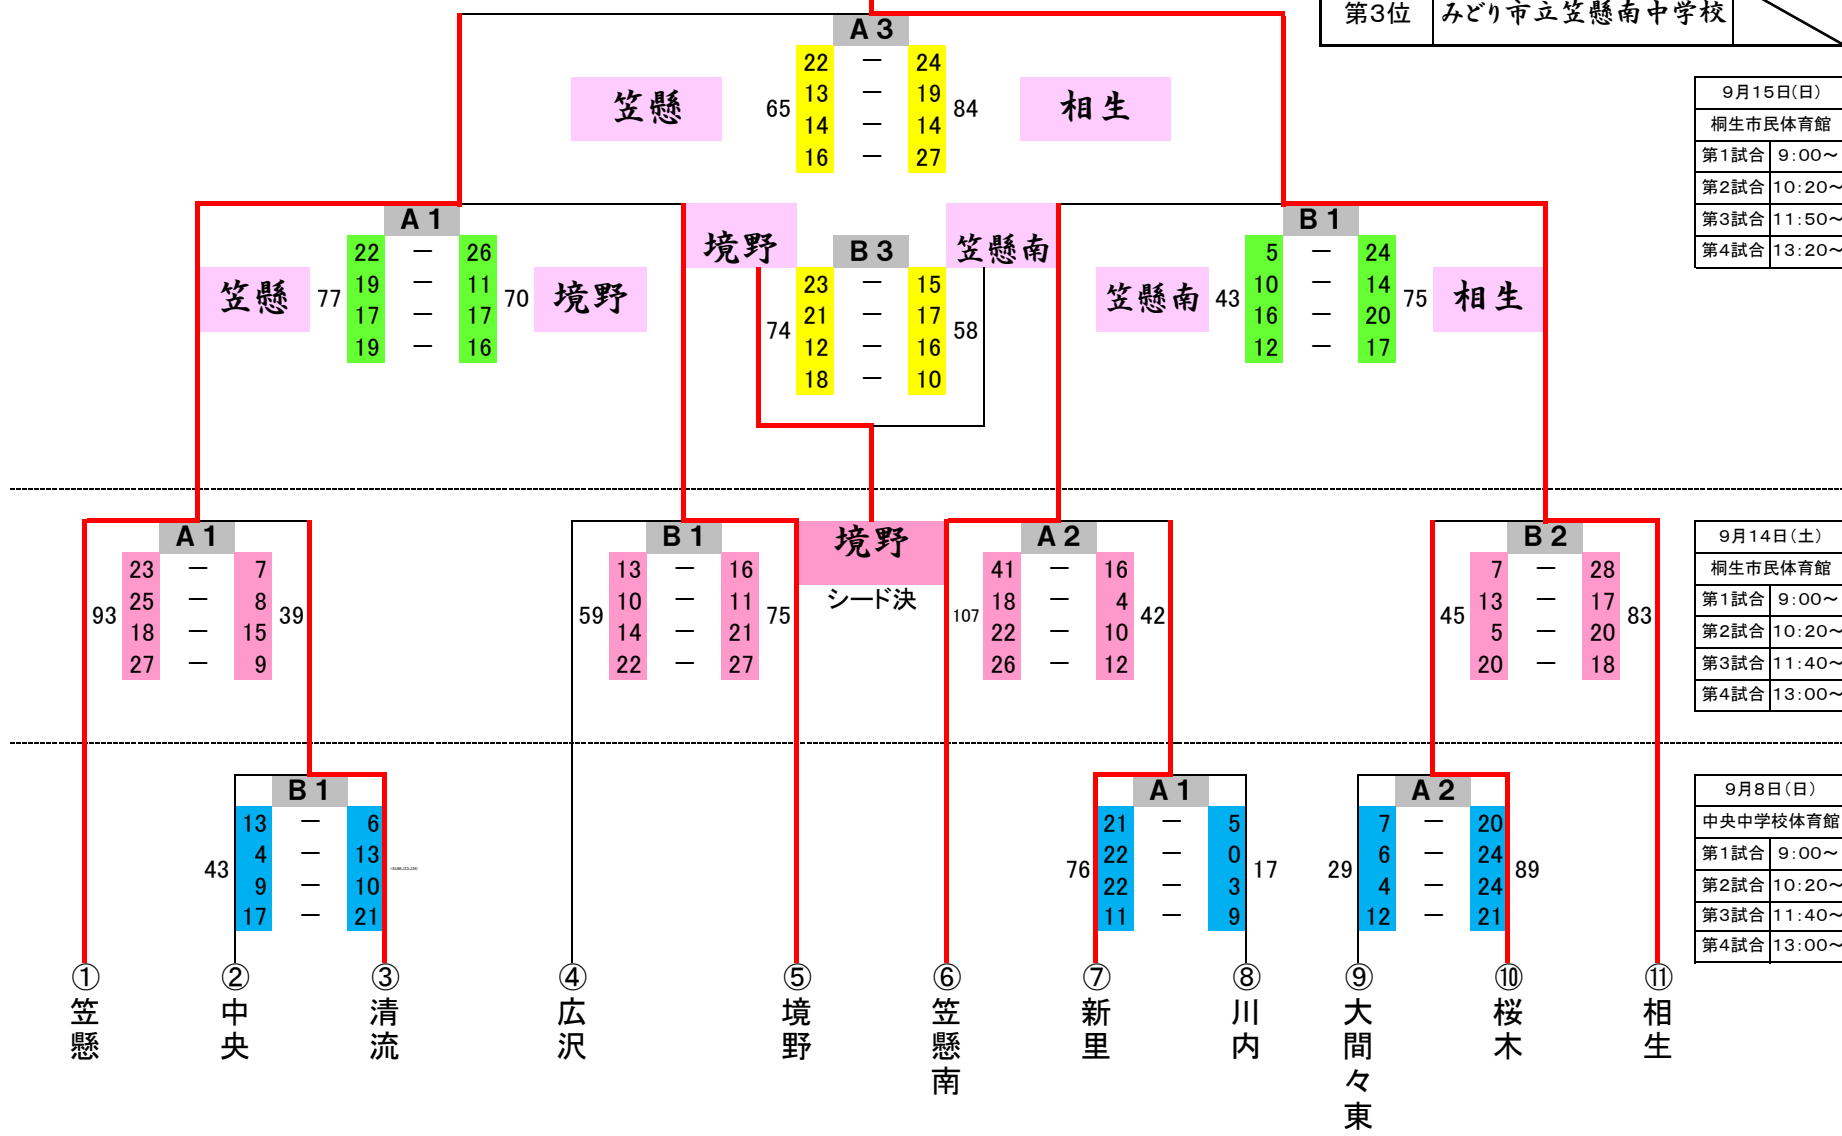 第3位 みどり市立笠懸南中学校
A3
22 － 24
13 － 19
14 － 14
16 － 27
笠懸 65 84 相生
9月15日(日)
桐生市民体育館
第1試合 9:00～
第2試合 10:20～
第3試合 11:50～
第4試合 13:20～
A1
22 － 26
19 － 11
17 － 17
19 － 16
笠懸 77 70 境野
境野 笠懸南
B3
23 － 15
21 － 17
12 － 16
18 － 10
74 58
B1
5 － 24
10 － 14
16 － 20
12 － 17
笠懸南 43 75 相生
A1
23 － 7
25 － 8
18 － 15
27 － 9
93 39
B1
13 － 16
10 － 11
14 － 21
22 － 27
59 75
境野
シード決
A2
41 － 16
18 － 4
22 － 10
26 － 12
107 42
B2
7 － 28
13 － 17
5 － 20
20 － 18
45 83
9月14日(土)
桐生市民体育館
第1試合 9:00～
第2試合 10:20～
第3試合 11:40～
第4試合 13:00～
B1
13 － 6
4 － 13
9 － 10
17 － 21
43
A1
21 － 5
22 － 0
22 － 3
11 － 9
76 17
A2
7 － 20
6 － 24
4 － 24
12 － 21
29 89
9月8日(日)
中央中学校体育館
第1試合 9:00～
第2試合 10:20～
第3試合 11:40～
第4試合 13:00～
① 笠懸
② 中央
③ 清流
④ 広沢
⑤ 境野
⑥ 笠懸南
⑦ 新里
⑧ 川内
⑨ 大間々東
⑩ 桜木
⑪ 相生